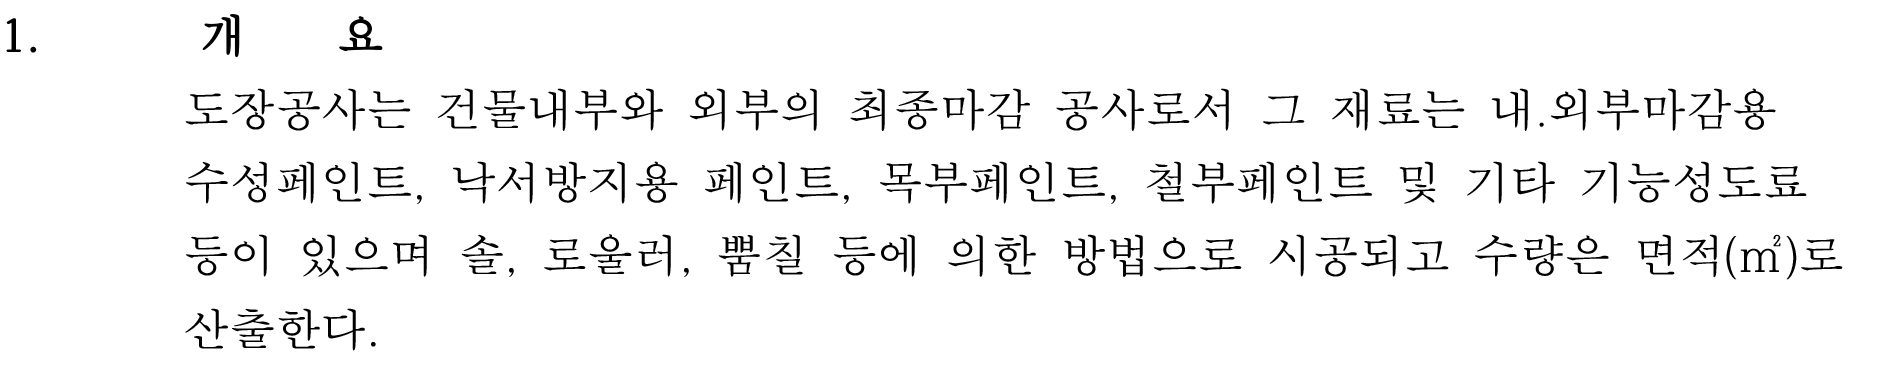 1. 개 요
도장공사는 건물내부와 외부의 최종마감 공사로서 그 재료는 내.외부마감용
수성페인트, 낙서방지용 페인트, 목부페인트, 철부페인트 및 기타 기능성도료
등이 있으며 솔, 로울러, 뿜칠 등에 의한 방법으로 시공되고 수량은 면적(㎡)로
산출한다.